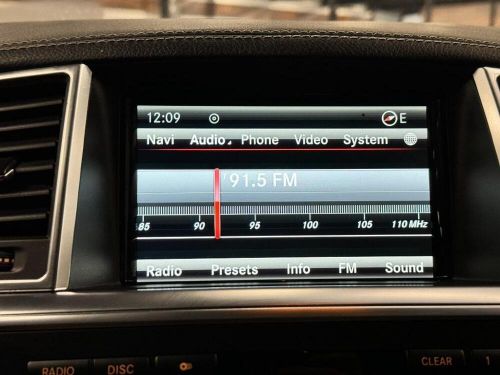 12:09 E
Navi Audio Phone Video System
91.5 FM
85 90 95 100 105 110 MHz
Radio Presets Info FM Sound
RADIO DISC CLEAR 1